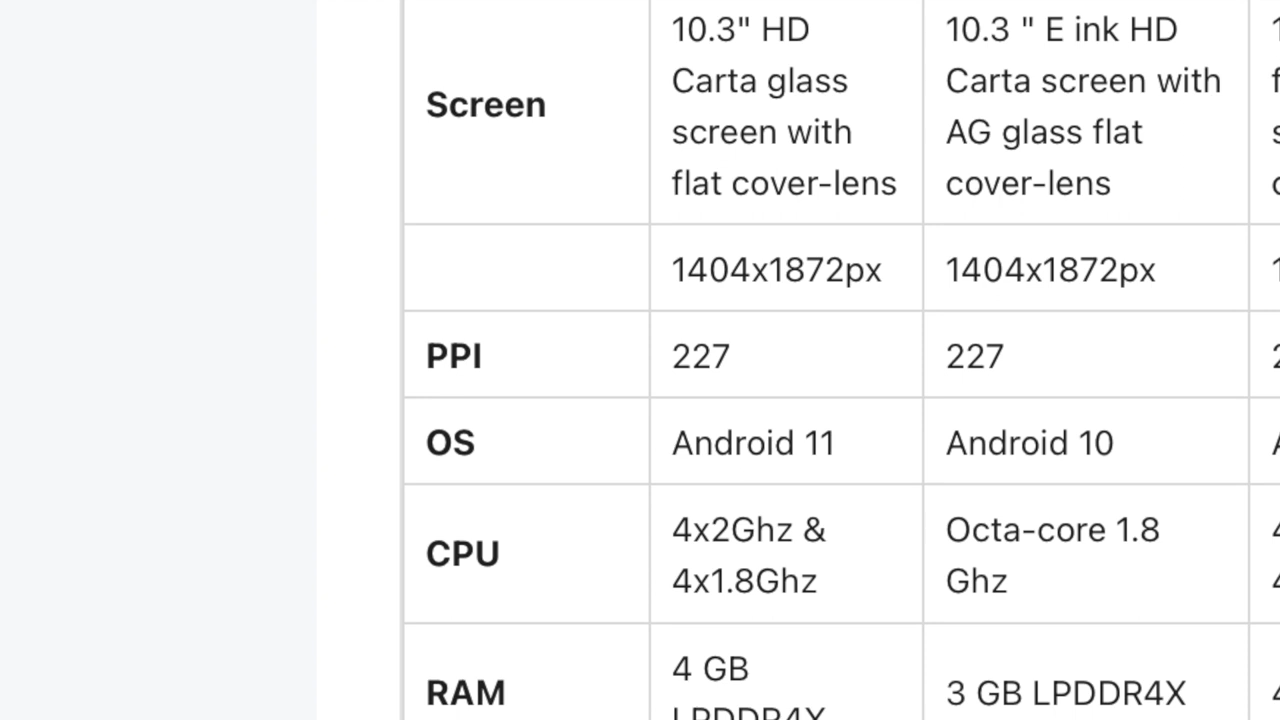 Screen
10.3" HD
Carta glass
screen with
flat cover-lens
10.3 " E ink HD
Carta screen with
AG glass flat
cover-lens
1404x1872px
1404x1872px
PPI
227
227
OS
Android 11
Android 10
CPU
4x2Ghz &
4x1.8Ghz
Octa-core 1.8
Ghz
RAM
4 GB
LPDDR4X
3 GB LPDDR4X